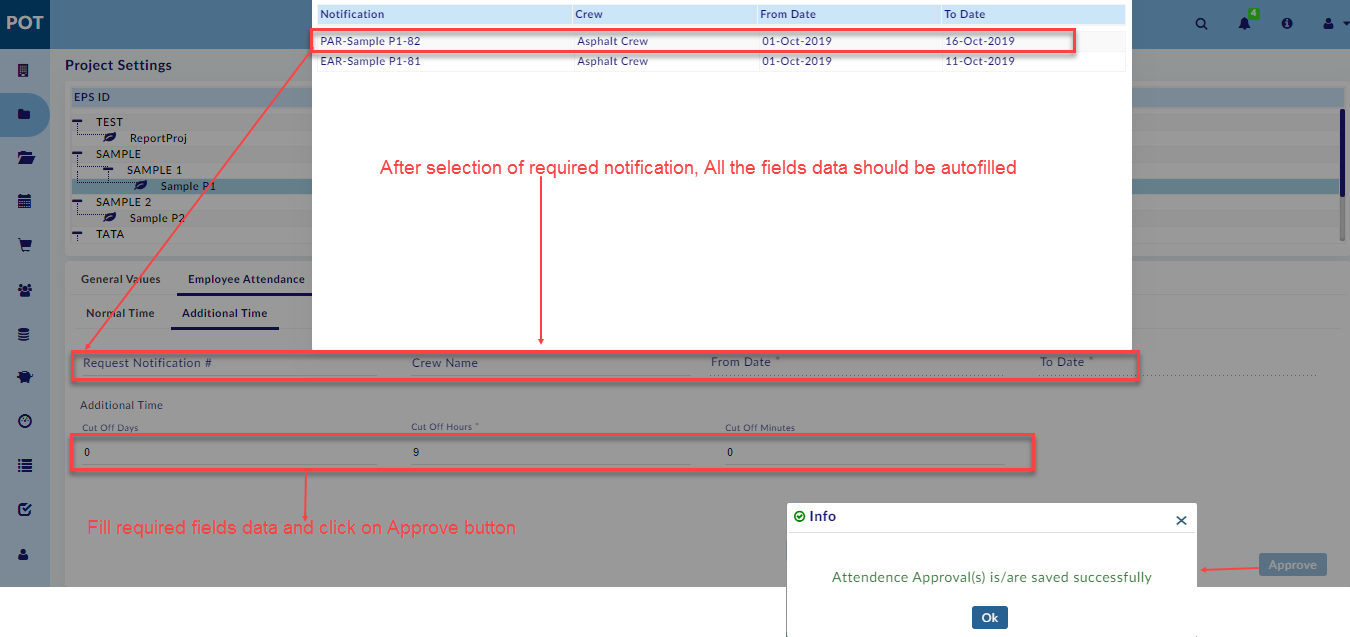 POT
Notification Crew From Date To Date
4
PAR-Sample P1-82 Asphalt Crew 01-Oct-2019 16-Oct-2019
EAR-Sample P1-81 Asphalt Crew 01-Oct-2019 11-Oct-2019
Project Settings
EPS ID
TEST
ReportProj
SAMPLE
SAMPLE 1
Sample P1
SAMPLE 2
Sample P2
TATA
After selection of required notification, All the fields data should be autofilled
General Values Employee Attendance
Normal Time Additional Time
Request Notification # Crew Name From Date * To Date *
Additional Time
Cut Off Days Cut Off Hours * Cut Off Minutes
0 9 0
Fill required fields data and click on Approve button
Info
Attendence Approval(s) is/are saved successfully
Ok
Approve